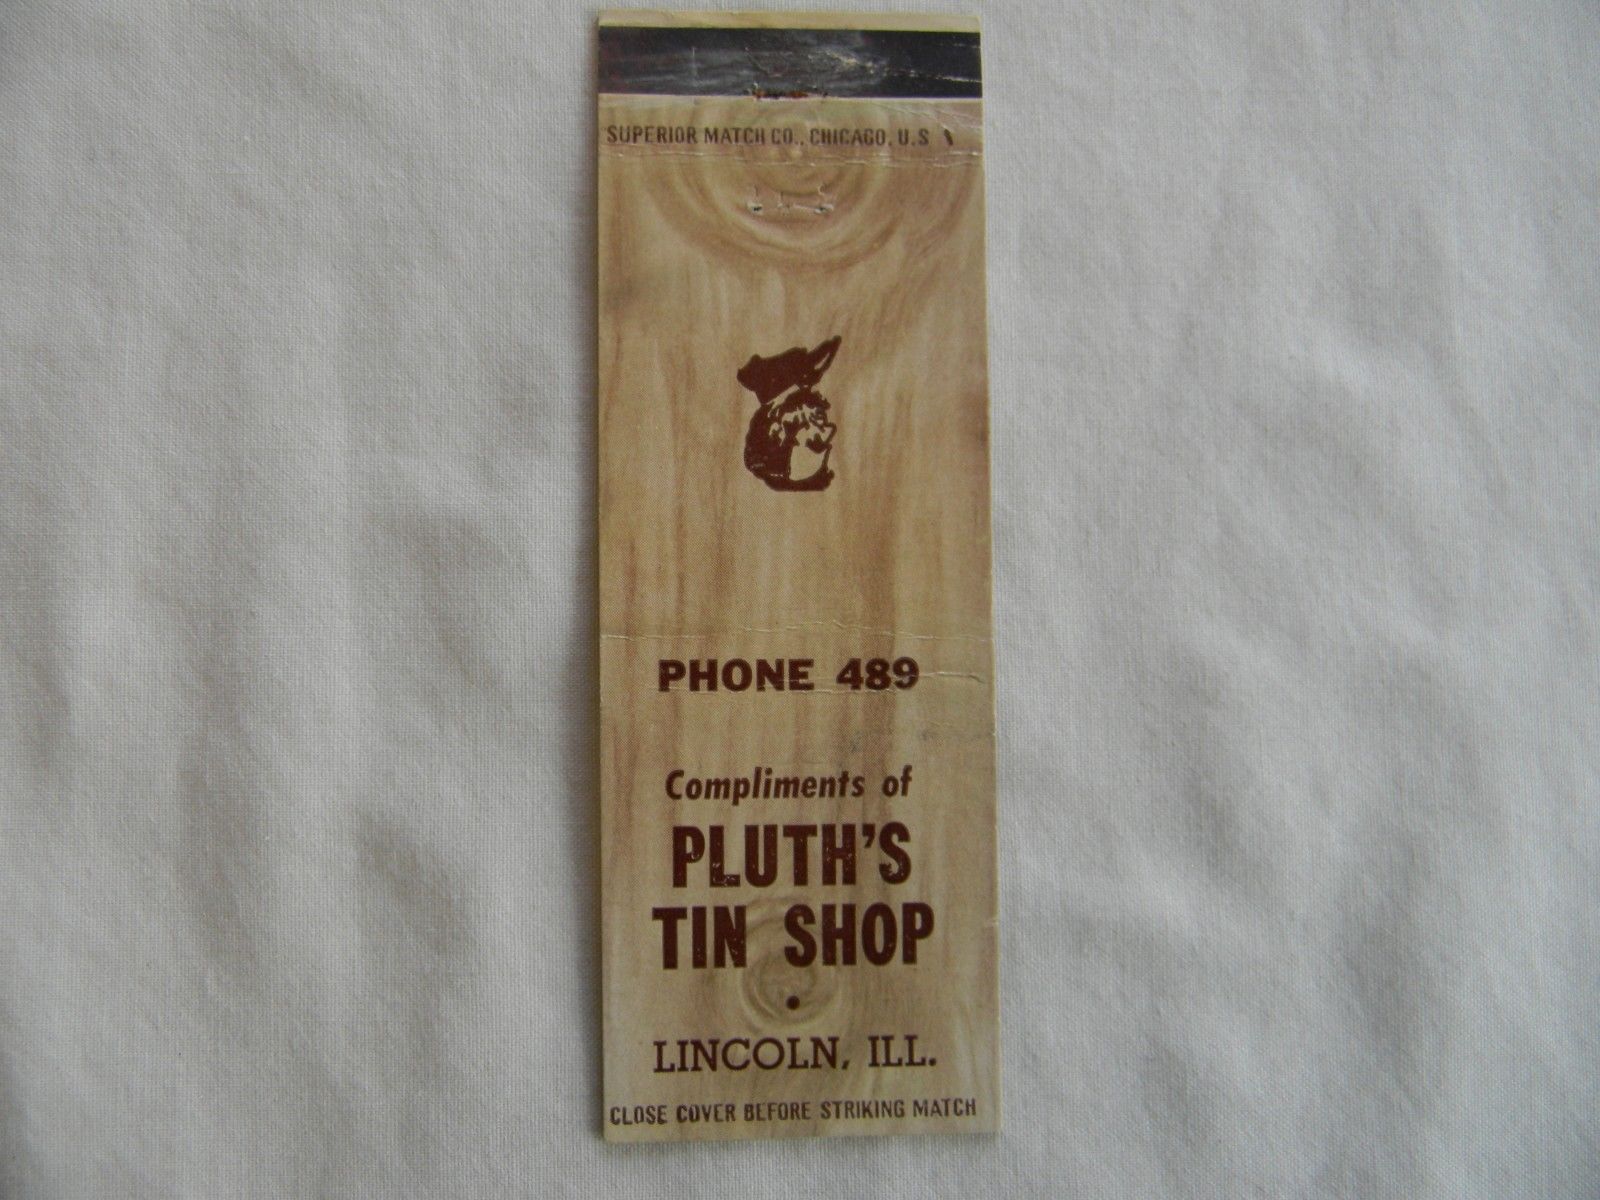 SUPERIOR MATCH CO., CHICAGO, U.S
PHONE 489
Compliments of
PLUTH'S
TIN SHOP
•
LINCOLN, ILL.
CLOSE COVER BEFORE STRIKING MATCH